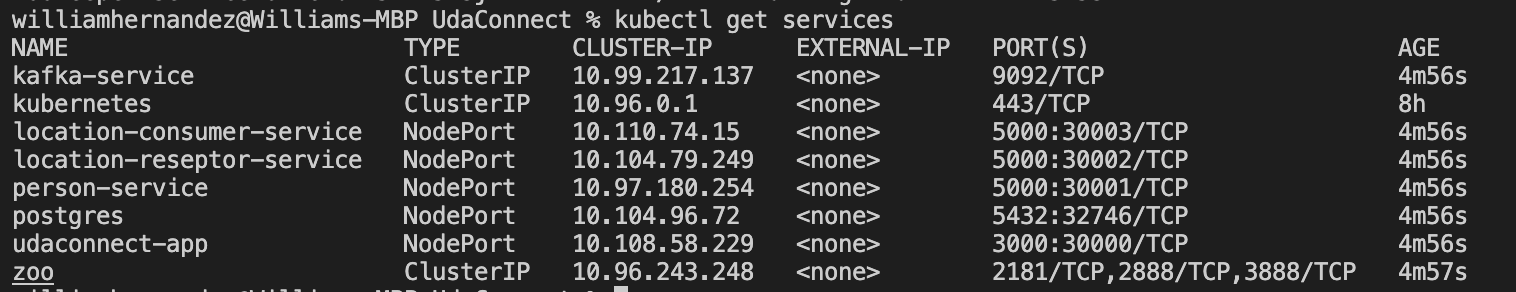 williamhernandez@Williams-MBP UdaConnect % kubectl get services
NAME TYPE CLUSTER-IP EXTERNAL-IP PORT(S) AGE
kafka-service ClusterIP 10.99.217.137 <none> 9092/TCP 4m56s
kubernetes ClusterIP 10.96.0.1 <none> 443/TCP 8h
location-consumer-service NodePort 10.110.74.15 <none> 5000:30003/TCP 4m56s
location-reseptor-service NodePort 10.104.79.249 <none> 5000:30002/TCP 4m56s
person-service NodePort 10.97.180.254 <none> 5000:30001/TCP 4m56s
postgres NodePort 10.104.96.72 <none> 5432:32746/TCP 4m56s
udaconnect-app NodePort 10.108.58.229 <none> 3000:30000/TCP 4m56s
zoo ClusterIP 10.96.243.248 <none> 2181/TCP,2888/TCP,3888/TCP 4m57s